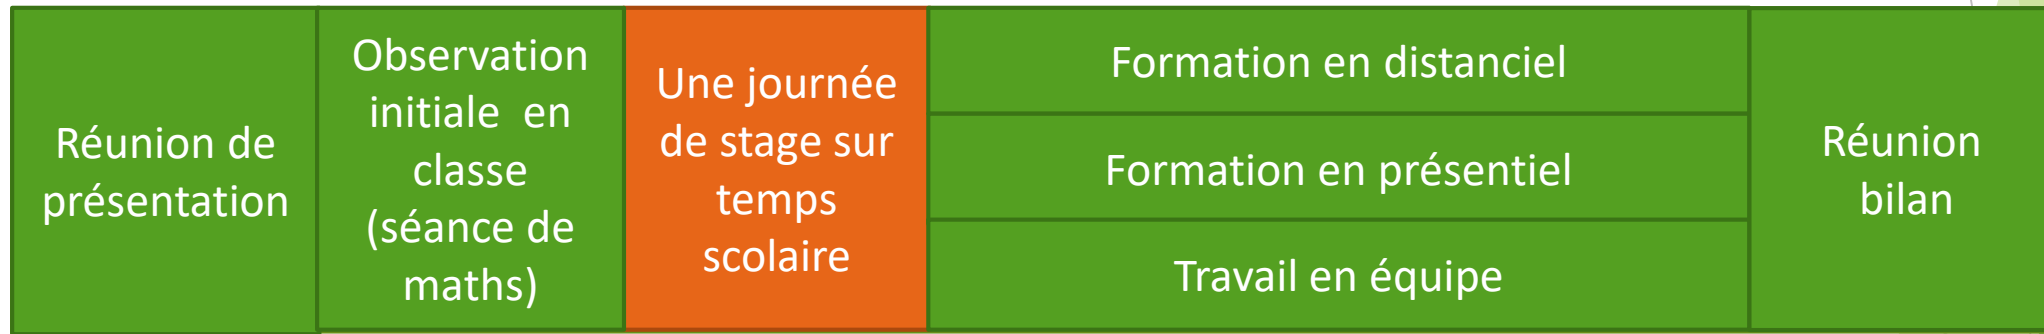 Réunion de
présentation
Observation
initiale en
classe
(séance de
maths)
Une journée
de stage sur
temps
scolaire
Formation en distanciel
Formation en présentiel
Travail en équipe
Réunion
bilan